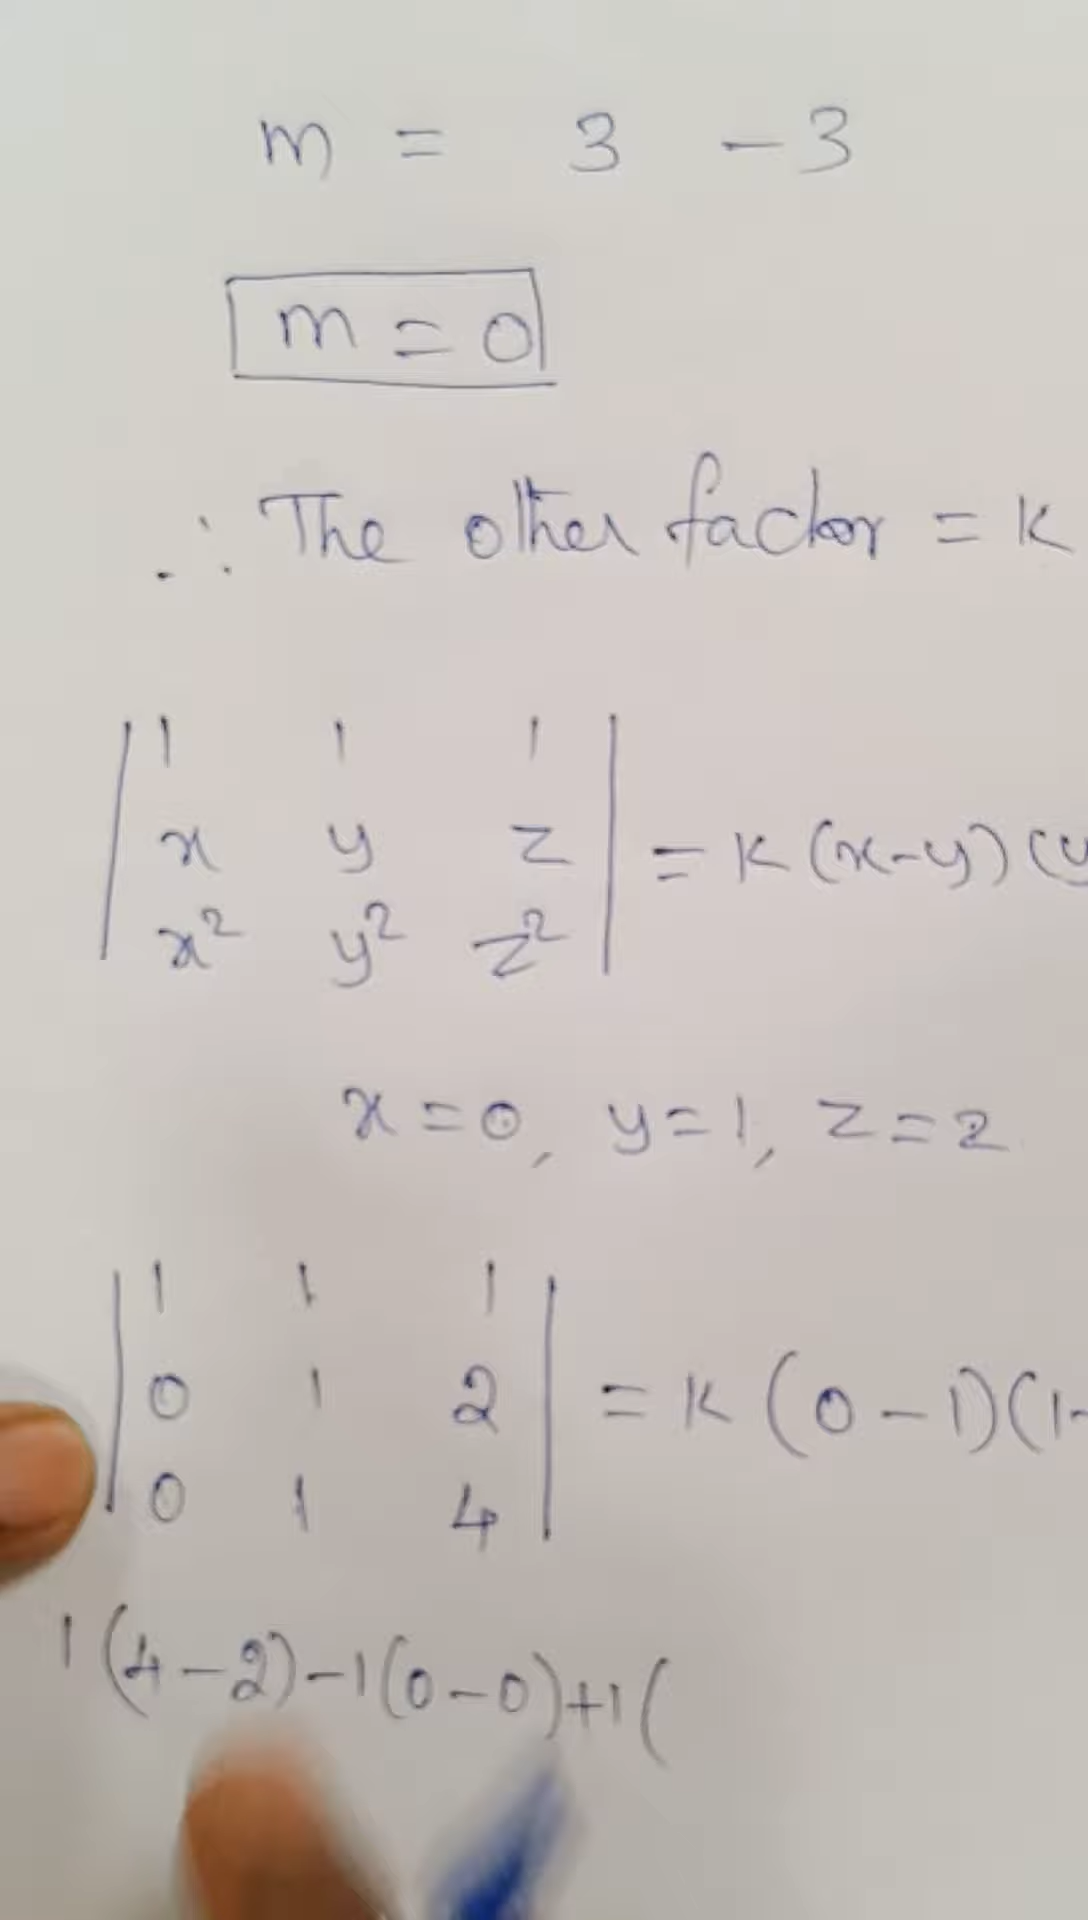 m = 3 - 3
m = 0
∴ The other factor = K
| 1 1 1 |
| x y z | = K (x-y) (y
| x² y² z² |
x = 0, y = 1, z = 2
| 1 1 1 |
| 0 1 2 | = K (0 - 1)(1-
| 0 1 4 |
1 (4 - 2) - 1 (0 - 0) + 1 (